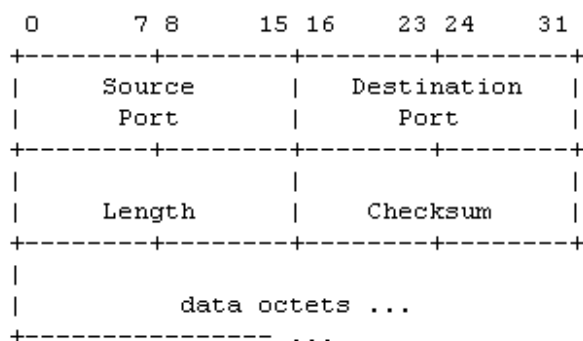 0 7 8 15 16 23 24 31
+--------+--------+--------+--------+
| Source | Destination |
| Port | Port |
+--------+--------+--------+--------+
| | |
| Length | Checksum |
+--------+--------+--------+--------+
|
| data octets ...
+---------------- ...